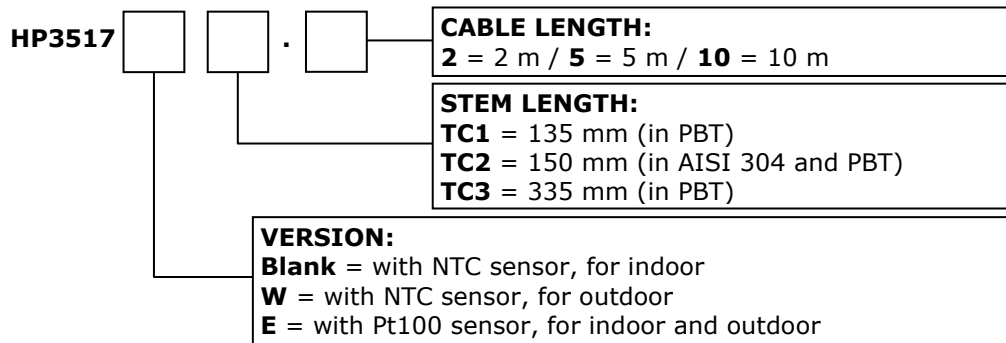 HP3517 .
CABLE LENGTH:
2 = 2 m / 5 = 5 m / 10 = 10 m
STEM LENGTH:
TC1 = 135 mm (in PBT)
TC2 = 150 mm (in AISI 304 and PBT)
TC3 = 335 mm (in PBT)
VERSION:
Blank = with NTC sensor, for indoor
W = with NTC sensor, for outdoor
E = with Pt100 sensor, for indoor and outdoor